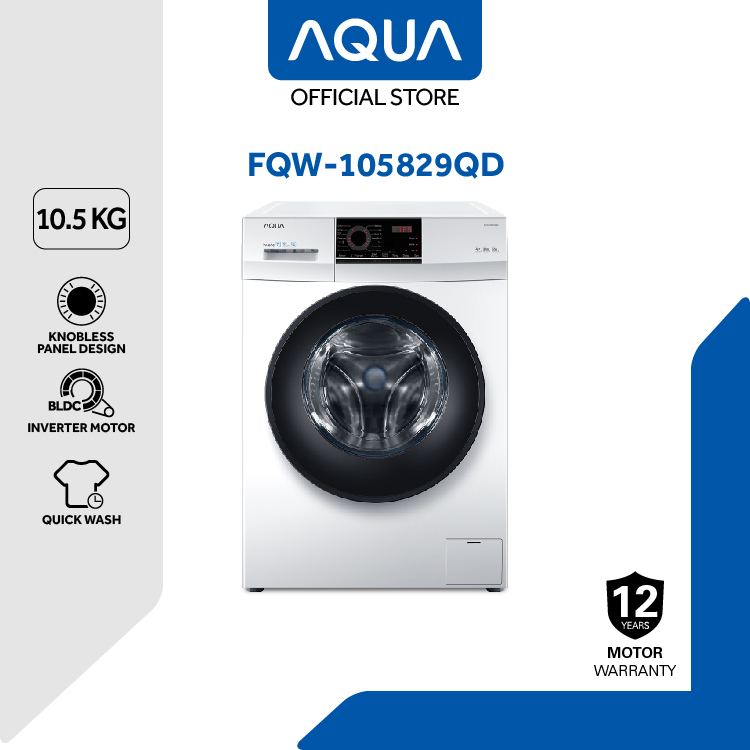 AQUA
OFFICIAL STORE
FQW-105829QD
10.5 KG
KNOBLESS
PANEL DESIGN
BLDC
INVERTER MOTOR
QUICK WASH
AQUA
12
YEARS
MOTOR
WARRANTY